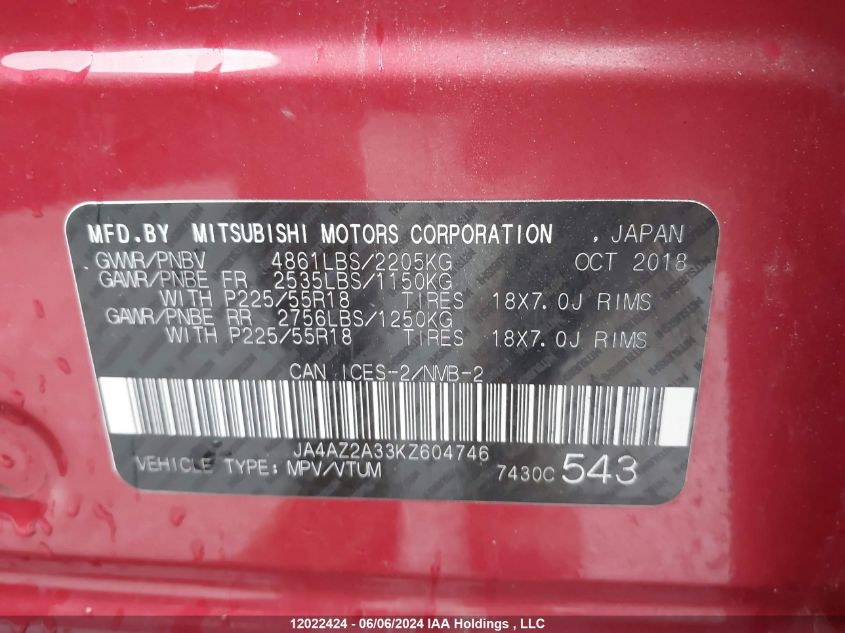 MFD.BY MITSUBISHI MOTORS CORPORATION , JAPAN
GVWR/PNBV 4861LBS/2205KG OCT 2018
GAWR/PNBE FR 2535LBS/1150KG
WITH P225/55R18 TIRES 18X7.0J RIMS
GAWR/PNBE RR 2756LBS/1250KG
WITH P225/55R18 TIRES 18X7.0J RIMS
CAN ICES-2/NMB-2
JA4AZ2A33KZ604746
VEHICLE TYPE: MPV/VTUM 7430C 543
12022424 - 06/06/2024 IAA Holdings , LLC